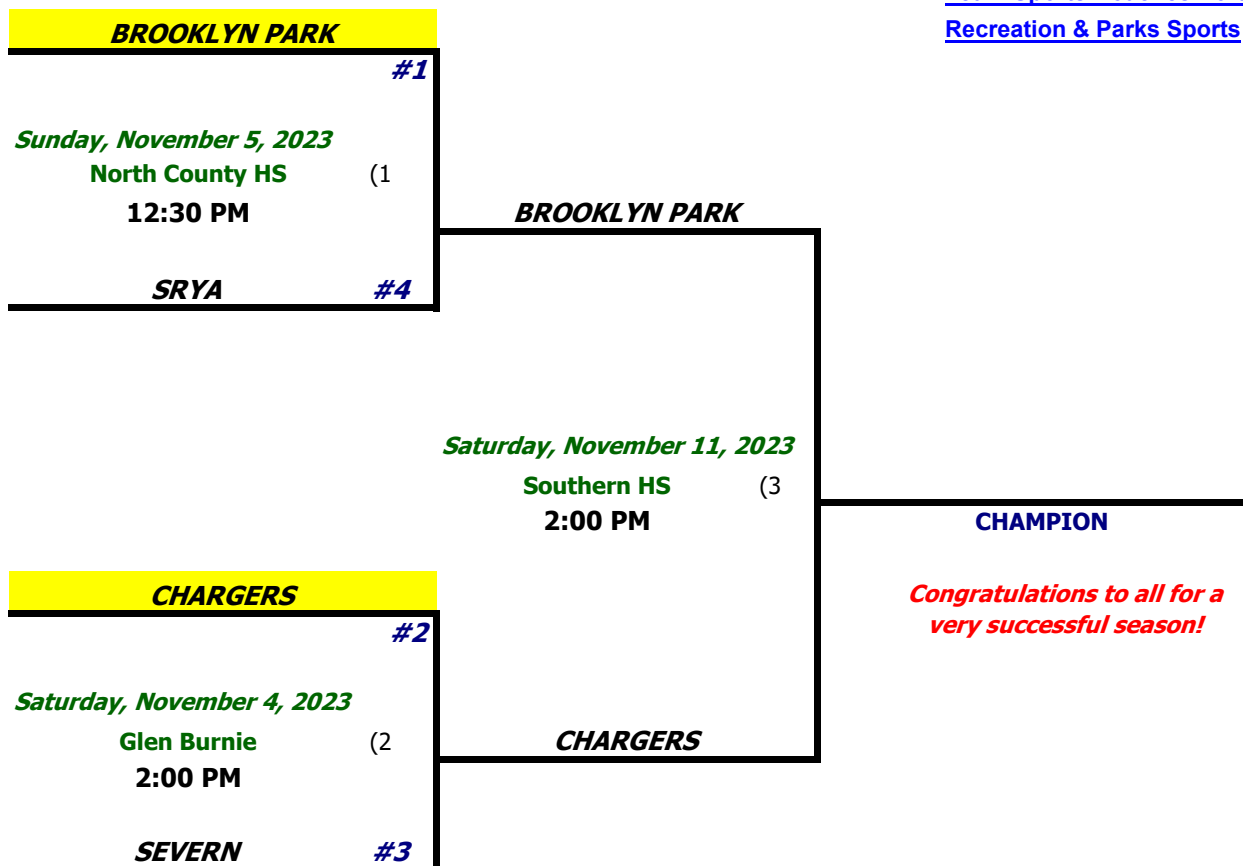 Recreation & Parks Sports
BROOKLYN PARK
#1
Sunday, November 5, 2023
North County HS (1
12:30 PM
BROOKLYN PARK
SRYA #4
Saturday, November 11, 2023
Southern HS (3
2:00 PM
CHAMPION
CHARGERS
Congratulations to all for a
very successful season!
#2
Saturday, November 4, 2023
Glen Burnie (2
CHARGERS
2:00 PM
SEVERN #3